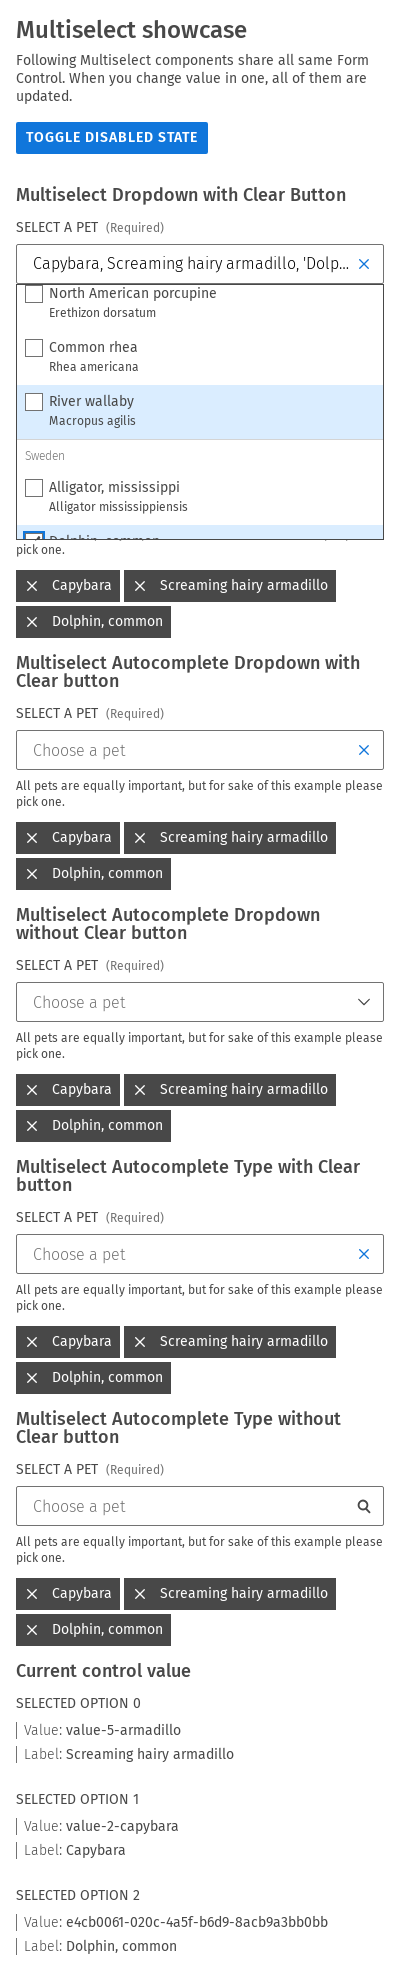 Multiselect showcase
Following Multiselect components share all same Form
Control. When you change value in one, all of them are
updated.
TOGGLE DISABLED STATE
Multiselect Dropdown with Clear Button
SELECT A PET (Required)
Capybara, Screaming hairy armadillo, 'Dolp...
North American porcupine
Erethizon dorsatum
Common rhea
Rhea americana
River wallaby
Macropus agilis
Sweden
Alligator, mississippi
Alligator mississippiensis
Dolphin, common
pick one.
Capybara
Screaming hairy armadillo
Dolphin, common
Multiselect Autocomplete Dropdown with
Clear button
SELECT A PET (Required)
Choose a pet
All pets are equally important, but for sake of this example please
pick one.
Capybara
Screaming hairy armadillo
Dolphin, common
Multiselect Autocomplete Dropdown
without Clear button
SELECT A PET (Required)
Choose a pet
All pets are equally important, but for sake of this example please
pick one.
Capybara
Screaming hairy armadillo
Dolphin, common
Multiselect Autocomplete Type with Clear
button
SELECT A PET (Required)
Choose a pet
All pets are equally important, but for sake of this example please
pick one.
Capybara
Screaming hairy armadillo
Dolphin, common
Multiselect Autocomplete Type without
Clear button
SELECT A PET (Required)
Choose a pet
All pets are equally important, but for sake of this example please
pick one.
Capybara
Screaming hairy armadillo
Dolphin, common
Current control value
SELECTED OPTION 0
Value: value-5-armadillo
Label: Screaming hairy armadillo
SELECTED OPTION 1
Value: value-2-capybara
Label: Capybara
SELECTED OPTION 2
Value: e4cb0061-020c-4a5f-b6d9-8acb9a3bb0bb
Label: Dolphin, common